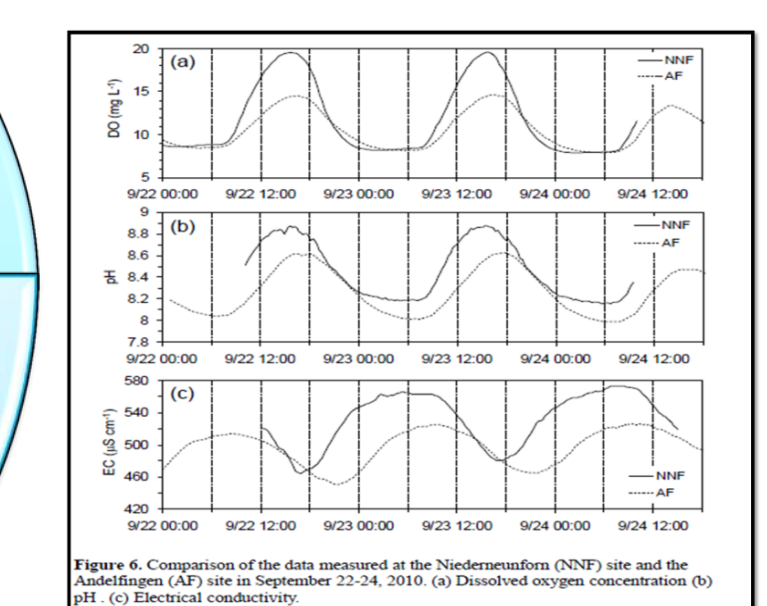 (a)
NNF
AF
DO (mg L⁻¹)
20
15
10
5
9/22 00:00 9/22 12:00 9/23 00:00 9/23 12:00 9/24 00:00 9/24 12:00
(b)
NNF
AF
pH
9
8.8
8.6
8.4
8.2
8
7.8
9/22 00:00 9/22 12:00 9/23 00:00 9/23 12:00 9/24 00:00 9/24 12:00
(c)
NNF
AF
EC (µS cm⁻¹)
580
540
500
460
420
9/22 00:00 9/22 12:00 9/23 00:00 9/23 12:00 9/24 00:00 9/24 12:00
Figure 6. Comparison of the data measured at the Niederneunforn (NNF) site and the
Andelfingen (AF) site in September 22-24, 2010. (a) Dissolved oxygen concentration (b)
pH . (c) Electrical conductivity.